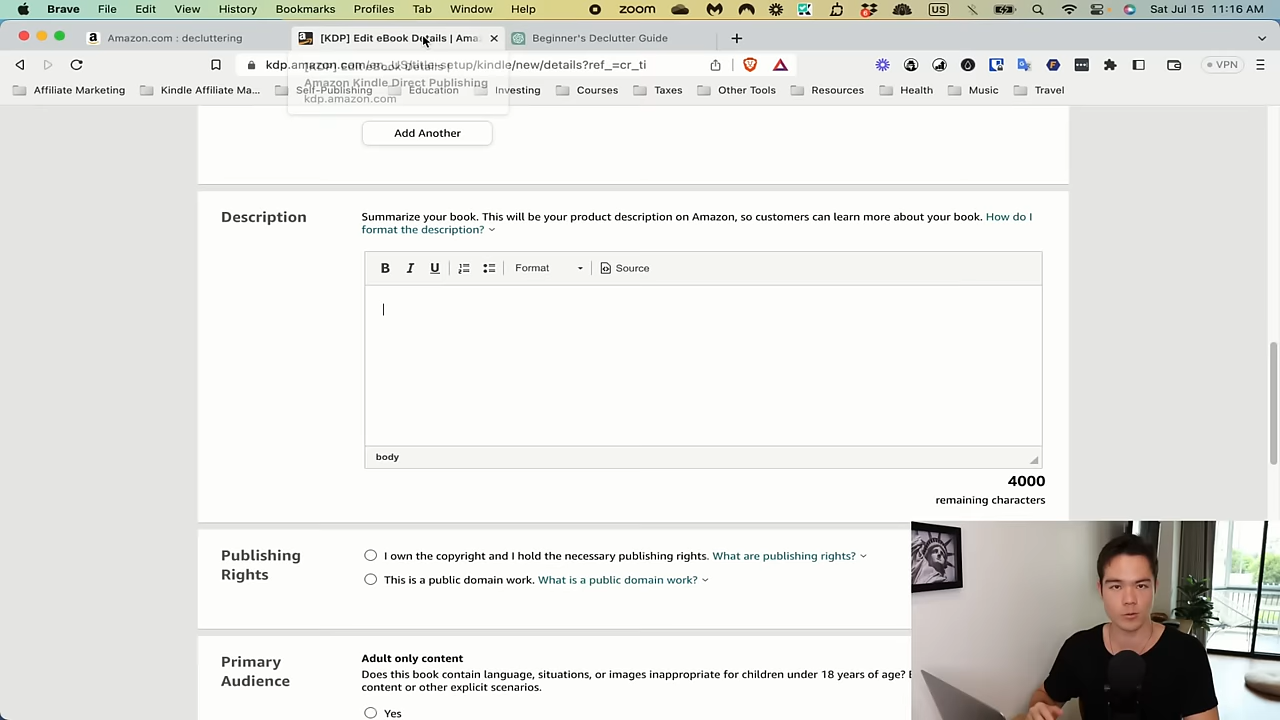 Brave File Edit View History Bookmarks Profiles Tab Window Help zoom US Sat Jul 15 11:16 AM
Amazon.com : decluttering
[KDP] Edit eBook Details | Ama
Beginner's Declutter Guide
Amazon Kindle Direct Publishing
kdp.amazon.com
VPN
Affiliate Marketing Kindle Affiliate Ma... Self-Publishing Education Investing Courses Taxes Other Tools Resources Health Music Travel
Add Another
Description
Summarize your book. This will be your product description on Amazon, so customers can learn more about your book. How do I
format the description?
B I U Format Source
body
4000
remaining characters
Publishing
Rights
I own the copyright and I hold the necessary publishing rights. What are publishing rights?
This is a public domain work. What is a public domain work?
Primary
Audience
Adult only content
Does this book contain language, situations, or images inappropriate for children under 18 years of age?
content or other explicit scenarios.
Yes